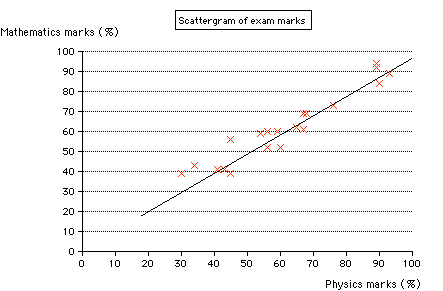 Scattergram of exam marks
Mathematics marks (%)
100
90
80
70
60
50
40
30
20
10
0
0 10 20 30 40 50 60 70 80 90 100
Physics marks (%)